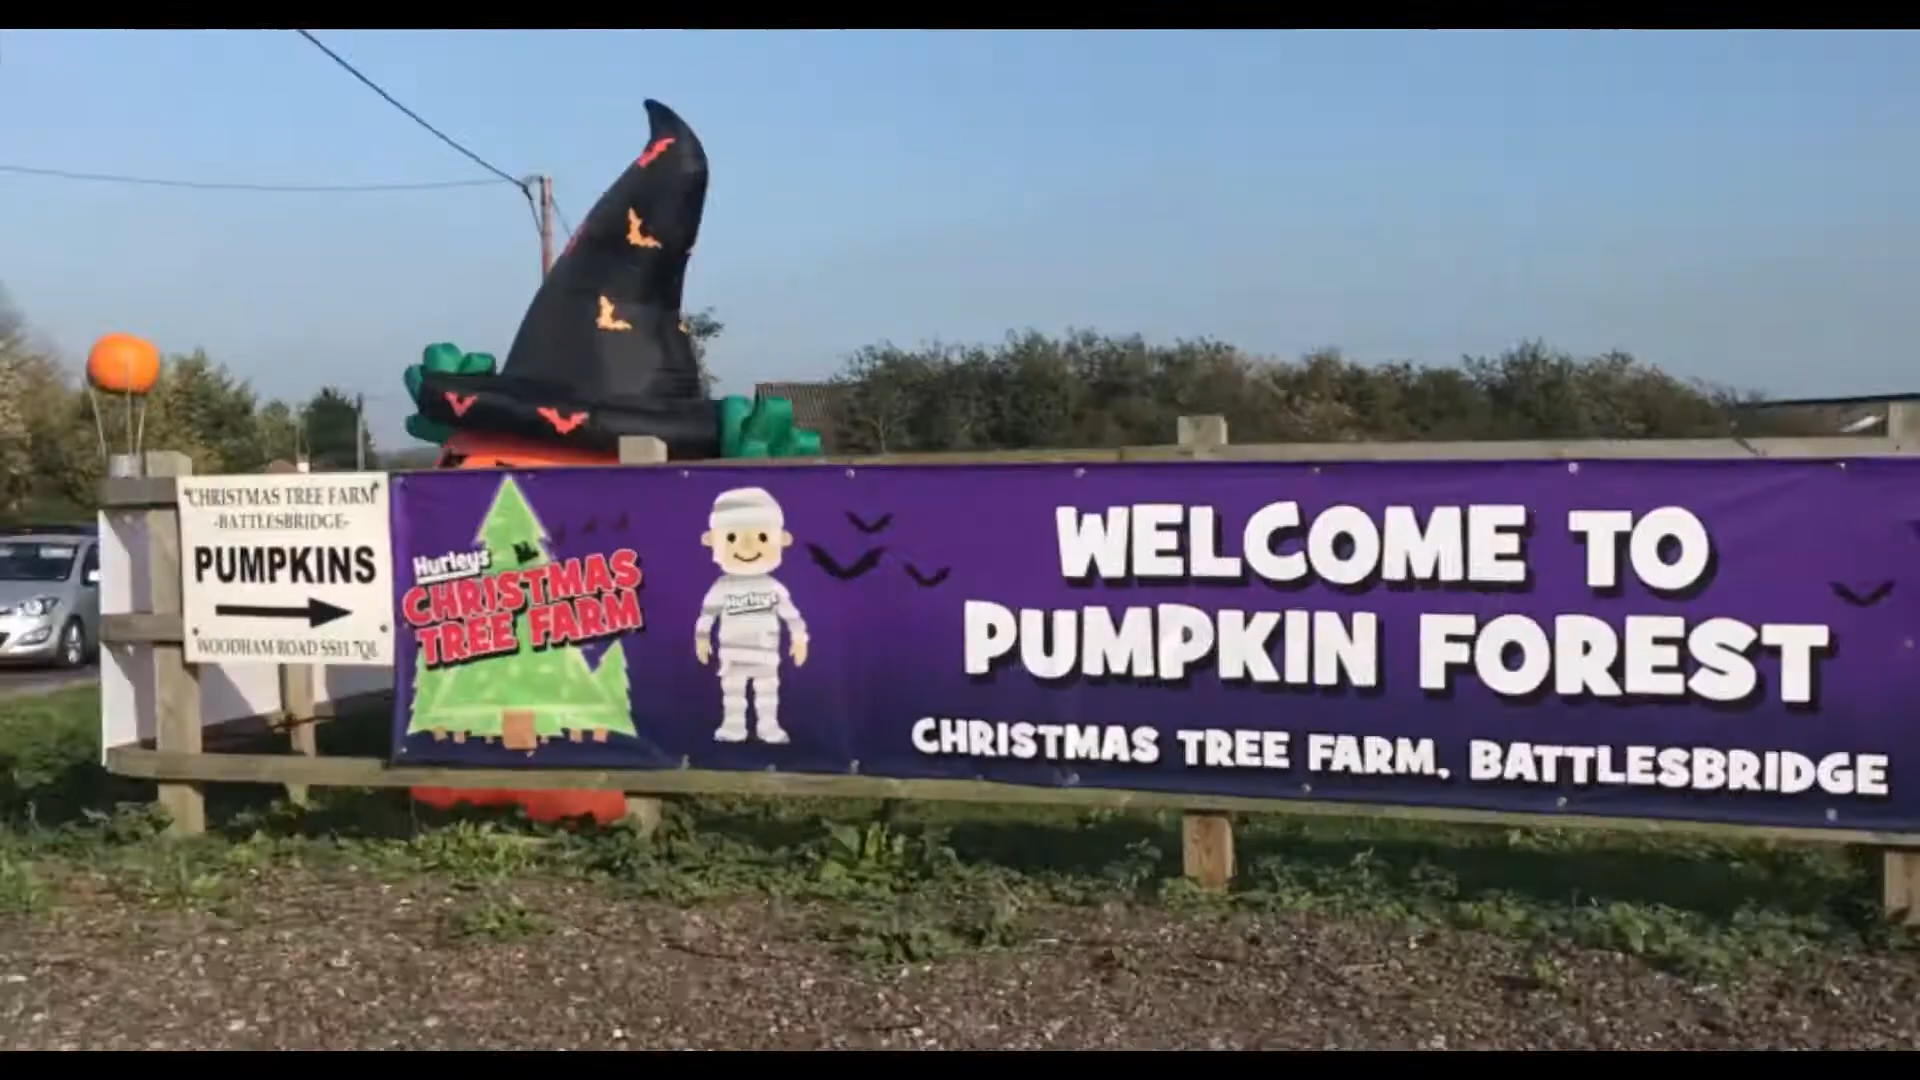 "CHRISTMAS TREE FARM"
-BATTLESBRIDGE-
PUMPKINS
WOODHAM ROAD SS11 7QL
Hurleys
CHRISTMAS
TREE FARM
Hurleys
WELCOME TO
PUMPKIN FOREST
CHRISTMAS TREE FARM. BATTLESBRIDGE